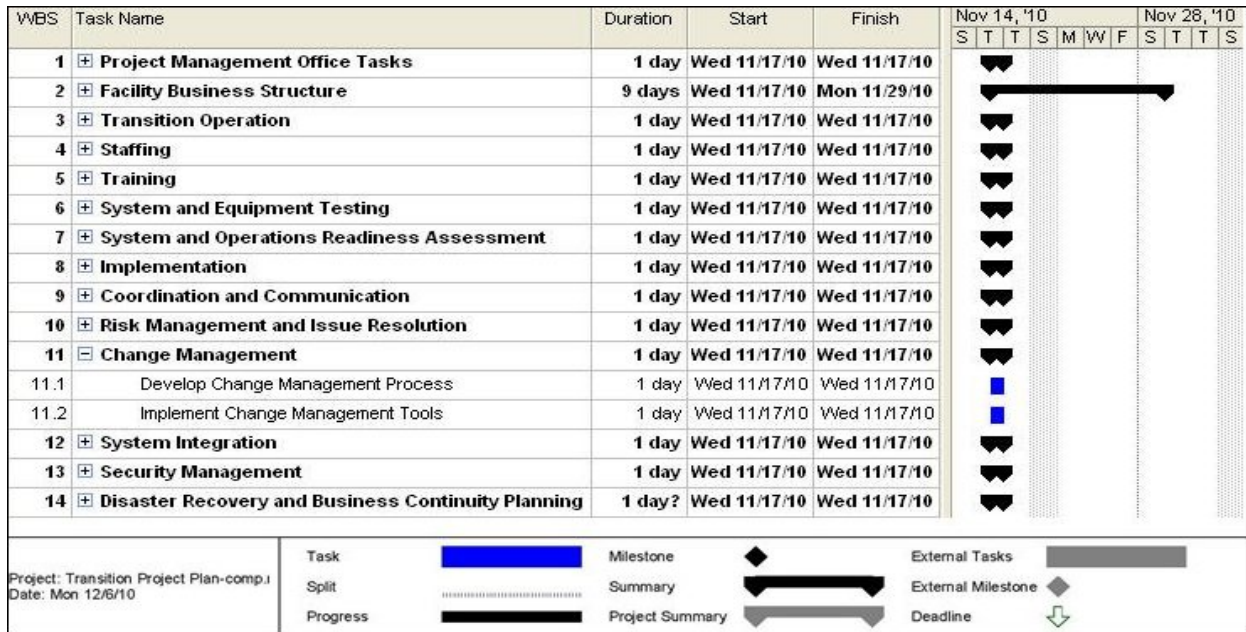 WBS Task Name Duration Start Finish Nov 14, '10 Nov 28, '10
S T T S M W F S T T S
1 Project Management Office Tasks 1 day Wed 11/17/10 Wed 11/17/10
2 Facility Business Structure 9 days Wed 11/17/10 Mon 11/29/10
3 Transition Operation 1 day Wed 11/17/10 Wed 11/17/10
4 Staffing 1 day Wed 11/17/10 Wed 11/17/10
5 Training 1 day Wed 11/17/10 Wed 11/17/10
6 System and Equipment Testing 1 day Wed 11/17/10 Wed 11/17/10
7 System and Operations Readiness Assessment 1 day Wed 11/17/10 Wed 11/17/10
8 Implementation 1 day Wed 11/17/10 Wed 11/17/10
9 Coordination and Communication 1 day Wed 11/17/10 Wed 11/17/10
10 Risk Management and Issue Resolution 1 day Wed 11/17/10 Wed 11/17/10
11 Change Management 1 day Wed 11/17/10 Wed 11/17/10
11.1 Develop Change Management Process 1 day Wed 11/17/10 Wed 11/17/10
11.2 Implement Change Management Tools 1 day Wed 11/17/10 Wed 11/17/10
12 System Integration 1 day Wed 11/17/10 Wed 11/17/10
13 Security Management 1 day Wed 11/17/10 Wed 11/17/10
14 Disaster Recovery and Business Continuity Planning 1 day? Wed 11/17/10 Wed 11/17/10
Project: Transition Project Plan-comp.
Date: Mon 12/6/10
Task Milestone External Tasks
Split Summary External Milestone
Progress Project Summary Deadline